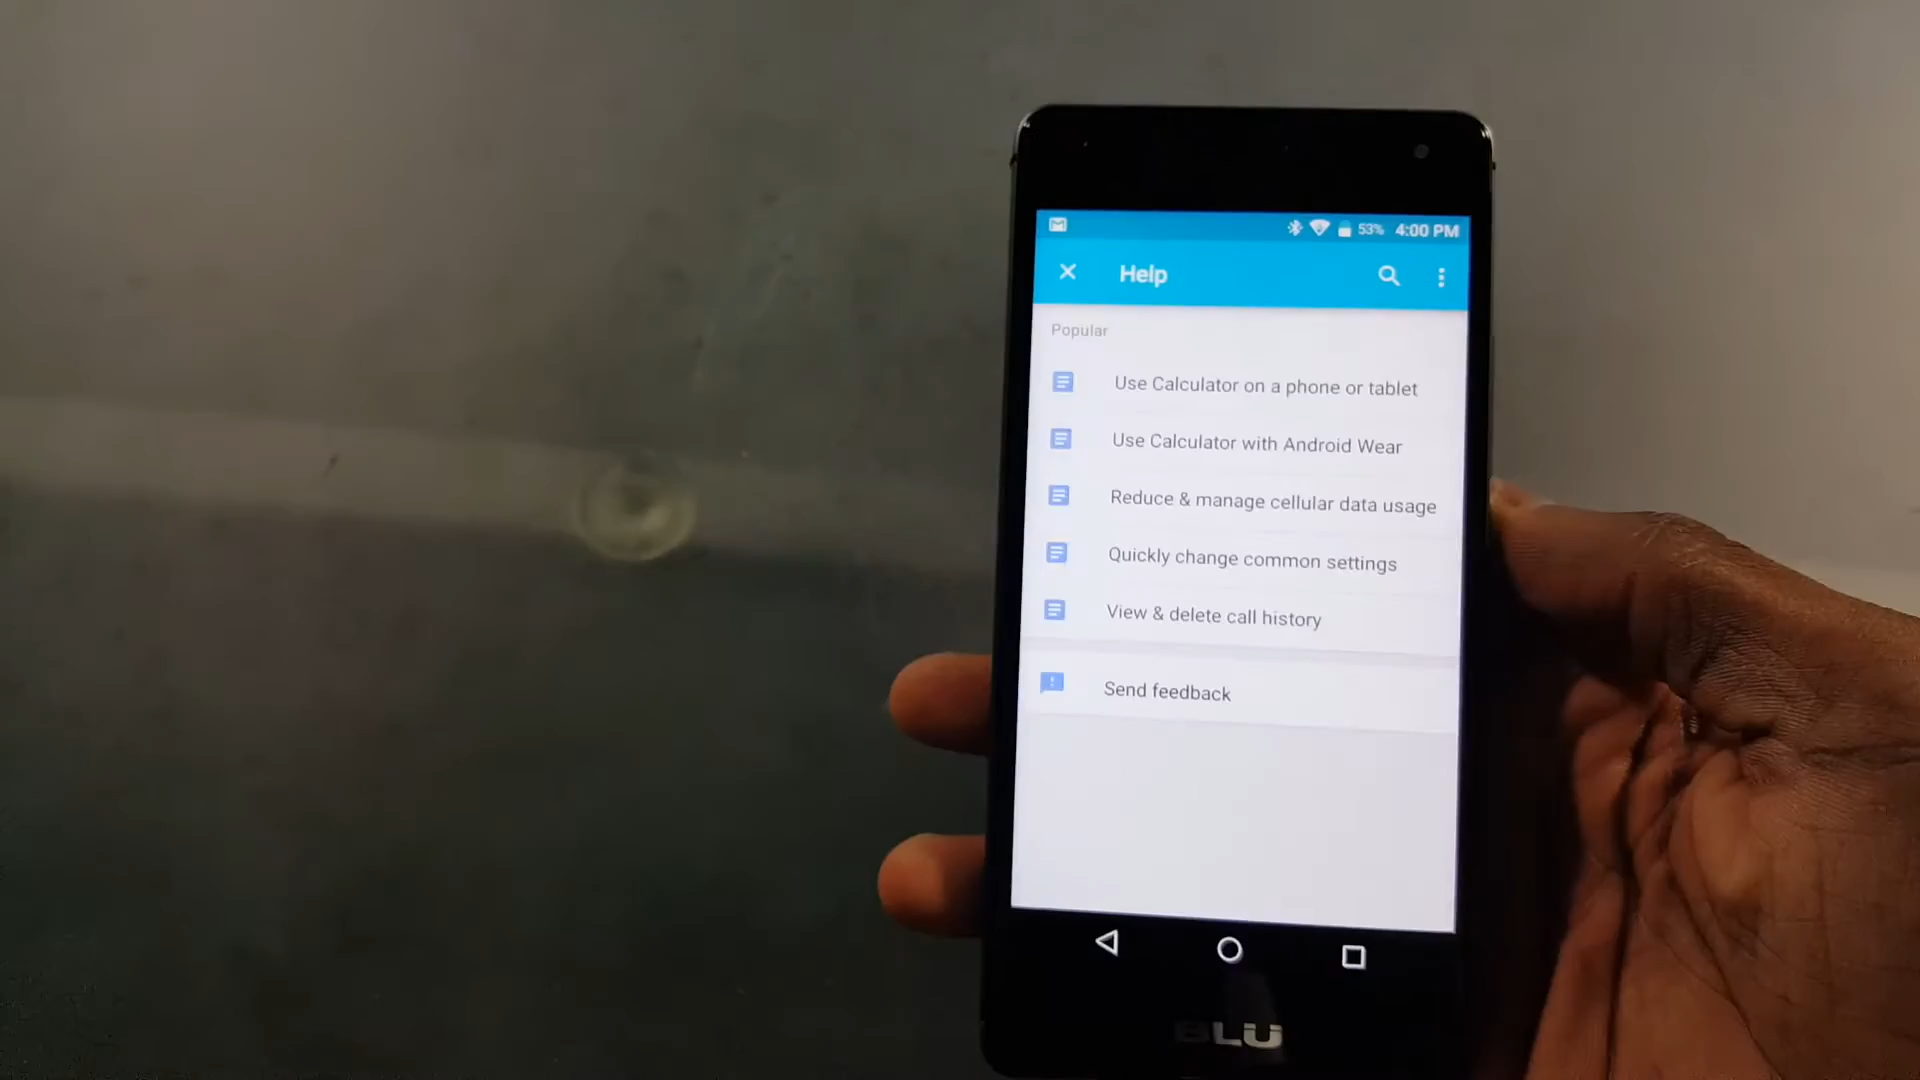 53% 4:00 PM
Help
Popular
Use Calculator on a phone or tablet
Use Calculator with Android Wear
Reduce & manage cellular data usage
Quickly change common settings
View & delete call history
Send feedback
BLU